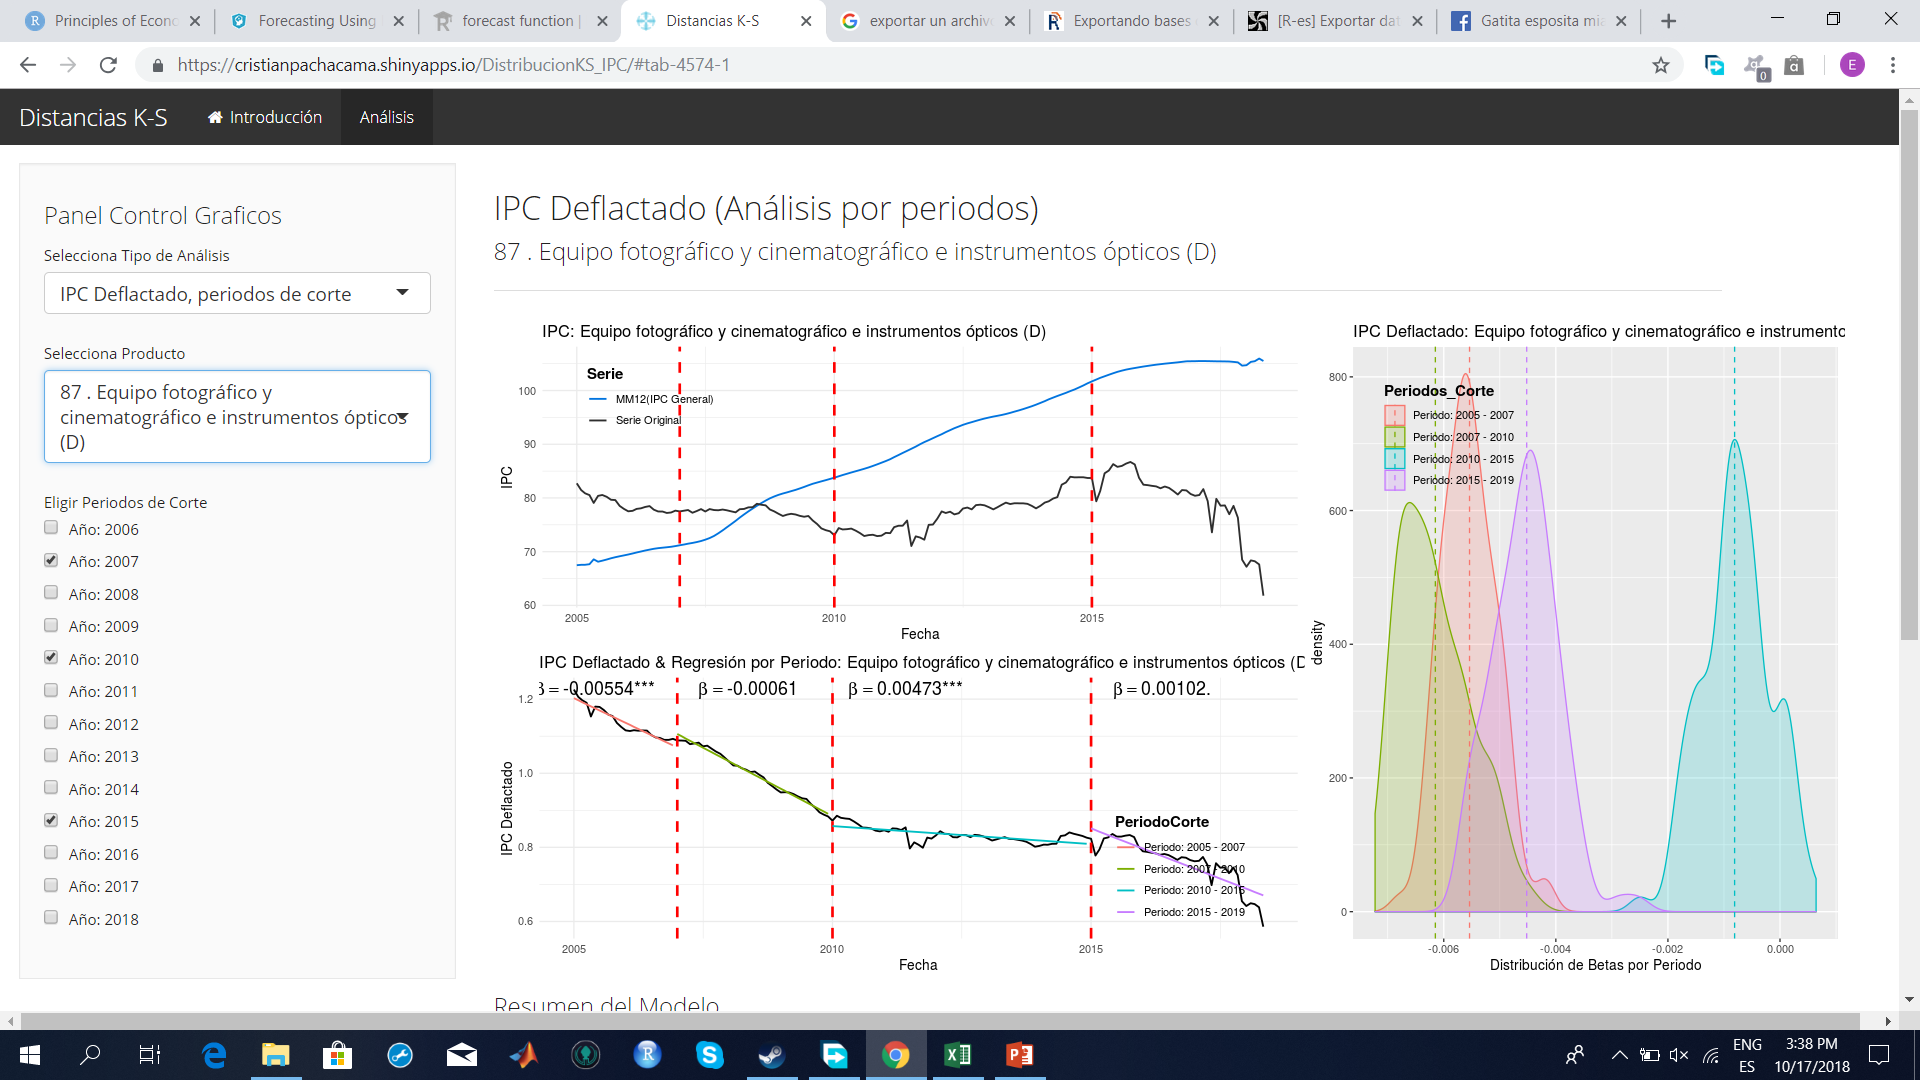 Principles of Econo
Forecasting Using
forecast function |
Distancias K-S
exportar un archivo
Exportando bases
[R-es] Exportar dat
Gatita esposita mia
https://cristianpachacama.shinyapps.io/DistribucionKS_IPC/#tab-4574-1
0
E
Distancias K-S
Introducción
Análisis
Panel Control Graficos
Selecciona Tipo de Análisis
IPC Deflactado, periodos de corte
Selecciona Producto
87 . Equipo fotográfico y
cinematográfico e instrumentos ópticos
(D)
Eligir Periodos de Corte
Año: 2006
Año: 2007
Año: 2008
Año: 2009
Año: 2010
Año: 2011
Año: 2012
Año: 2013
Año: 2014
Año: 2015
Año: 2016
Año: 2017
Año: 2018
IPC Deflactado (Análisis por periodos)
87 . Equipo fotográfico y cinematográfico e instrumentos ópticos (D)
IPC: Equipo fotográfico y cinematográfico e instrumentos ópticos (D)
Serie
MM12(IPC General)
Serie Original
IPC
100
90
80
70
60
2005
2010
2015
Fecha
IPC Deflactado & Regresión por Periodo: Equipo fotográfico y cinematográfico e instrumentos ópticos (D
β = -0.00554***
β = -0.00061
β = 0.00473***
β = 0.00102.
IPC Deflactado
1.2
1.0
0.8
0.6
PeriodoCorte
Periodo: 2005 - 2007
Periodo: 2007 - 2010
Periodo: 2010 - 2015
Periodo: 2015 - 2019
2005
2010
2015
Fecha
IPC Deflactado: Equipo fotográfico y cinematográfico e instrumento
Periodos_Corte
Periodo: 2005 - 2007
Periodo: 2007 - 2010
Periodo: 2010 - 2015
Periodo: 2015 - 2019
density
800
600
400
200
0
-0.006
-0.004
-0.002
0.000
Distribución de Betas por Periodo
Resumen del Modelo
ENG
ES
3:38 PM
10/17/2018